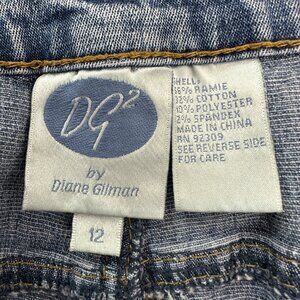 DG2
by
Diane Gilman
12
SHELL:
56% RAMIE
32% COTTON
10% POLYESTER
2% SPANDEX
MADE IN CHINA
RN 92309
SEE REVERSE SIDE
FOR CARE